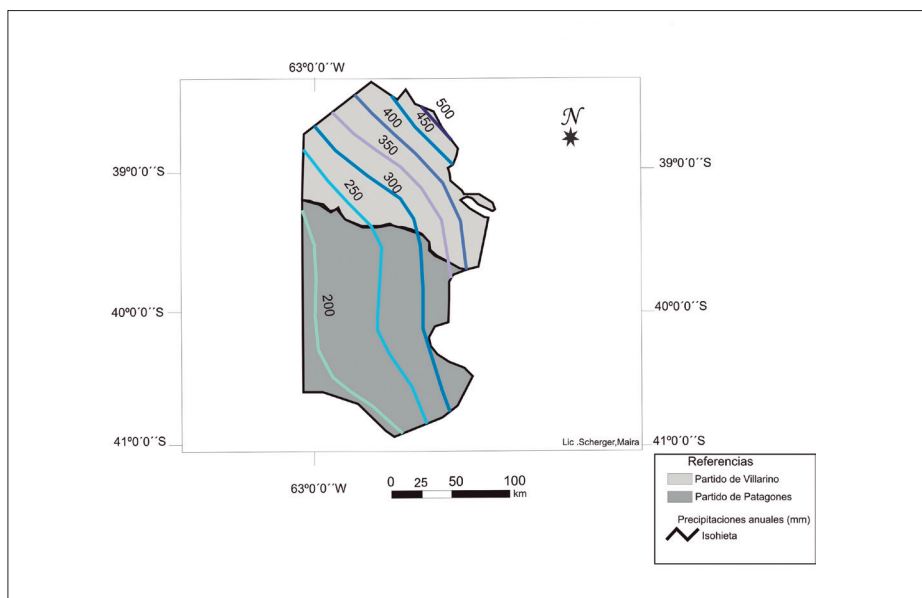 63º0´0´´W
N
500
450
400
350
300
250
200
39º0´0´´S
39º0´0´´S
40º0´0´´S
40º0´0´´S
41º0´0´´S
41º0´0´´S
Lic .Scherger,Maira
63º0´0´´W
0 25 50 100
km
Referencias
Partido de Villarino
Partido de Patagones
Precipitaciones anuales (mm)
Isohieta